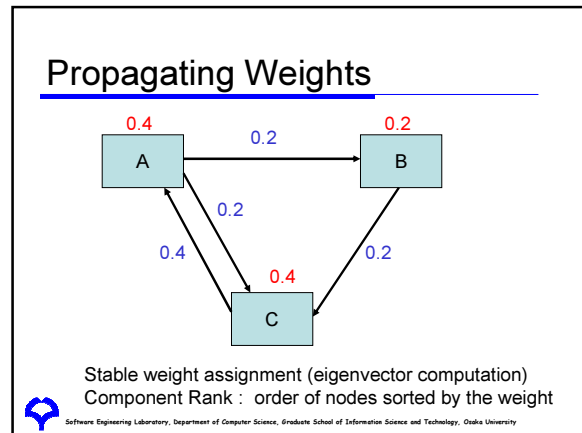 Propagating Weights
0.4
0.2
A
0.2
B
0.2
0.4
0.2
0.4
C
Stable weight assignment (eigenvector computation)
Component Rank : order of nodes sorted by the weight
Software Engineering Laboratory, Department of Computer Science, Graduate School of Information Science and Technology, Osaka University